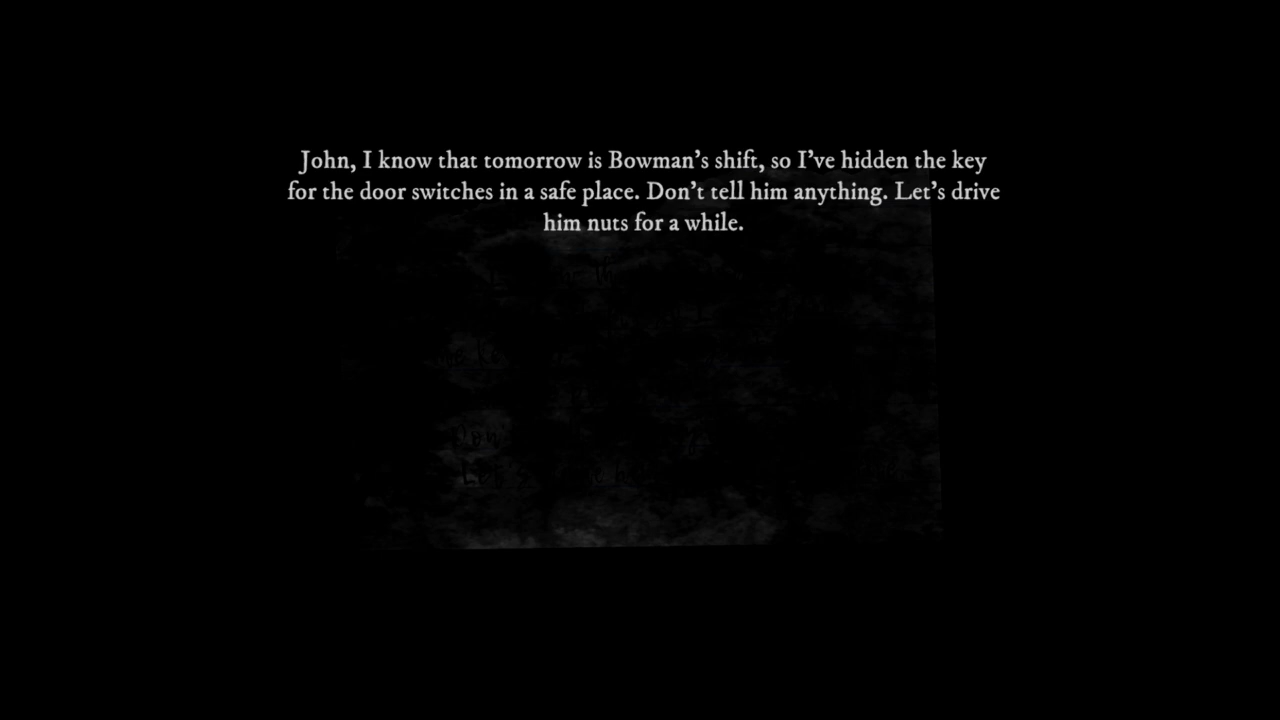 John, I know that tomorrow is Bowman's shift, so I've hidden the key
for the door switches in a safe place. Don't tell him anything. Let's drive
him nuts for a while.